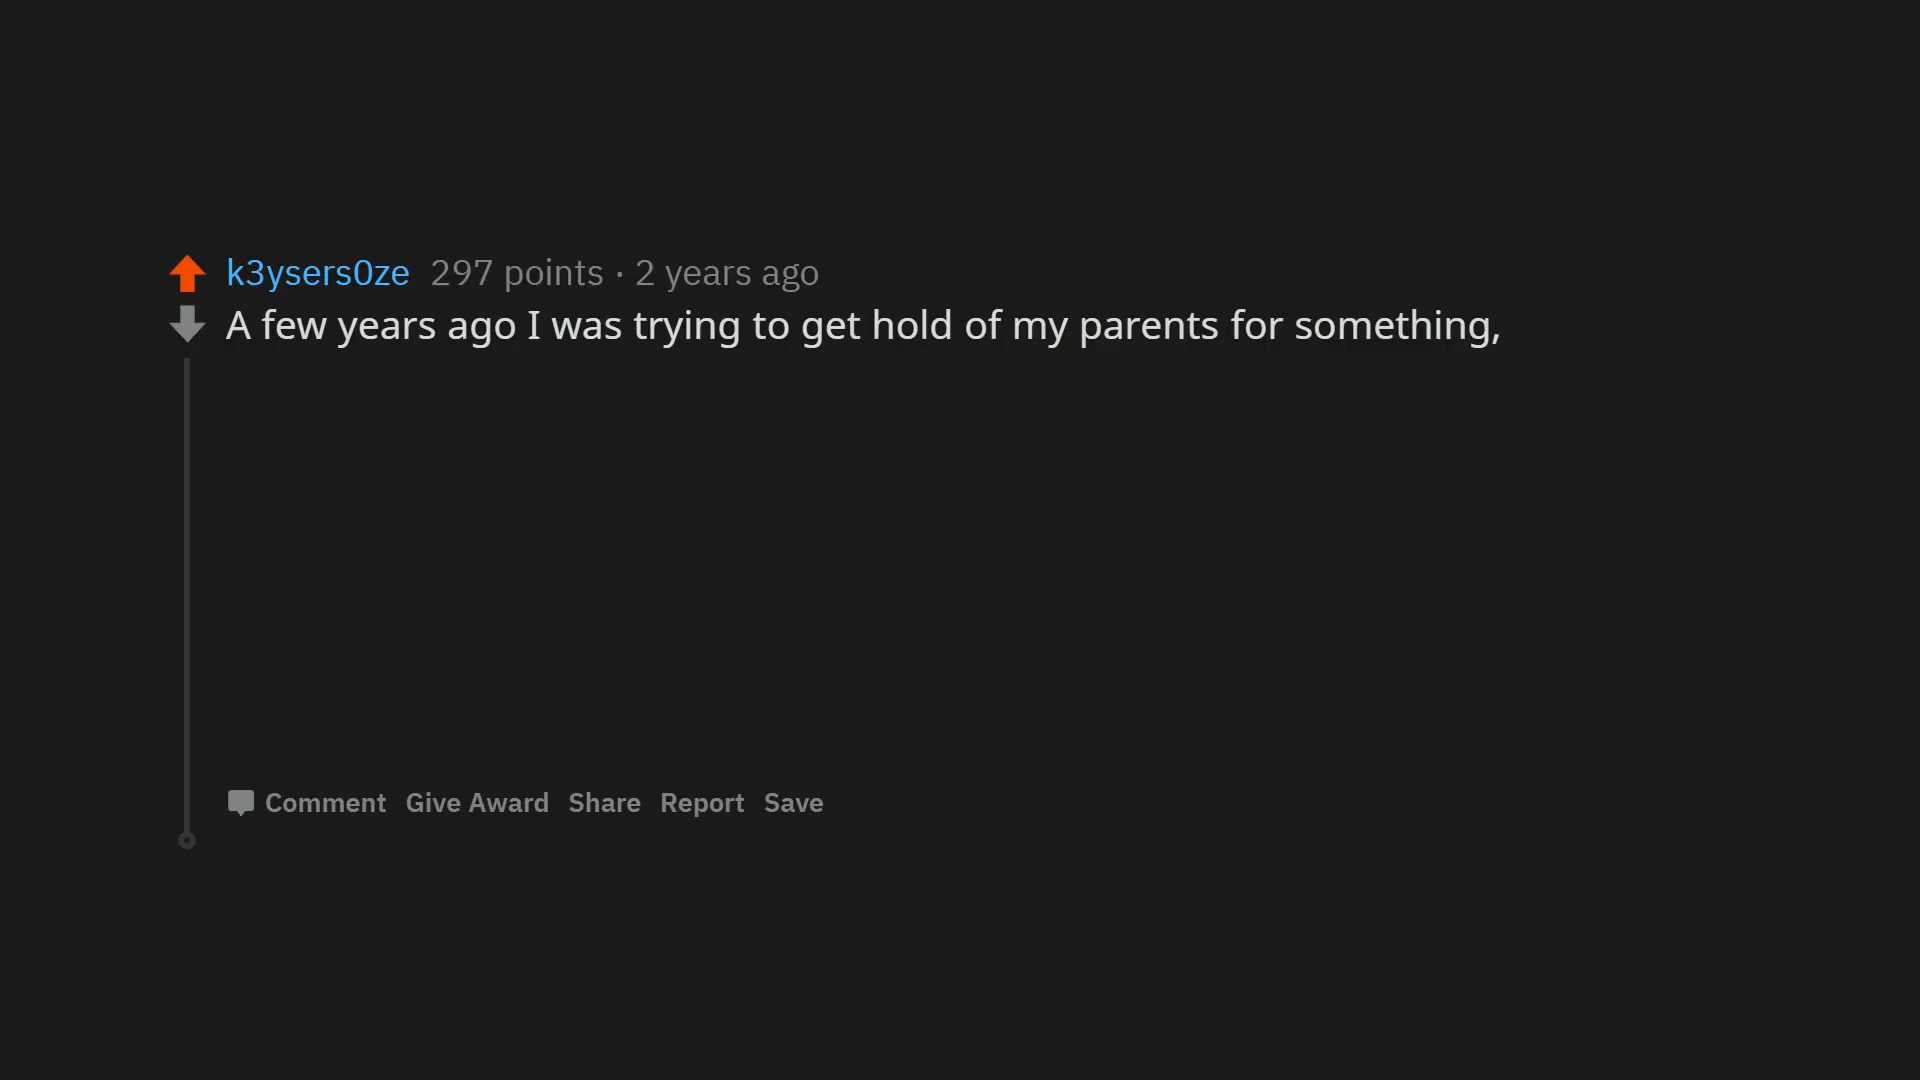 k3ysers0ze 297 points · 2 years ago
A few years ago I was trying to get hold of my parents for something,
Comment Give Award Share Report Save